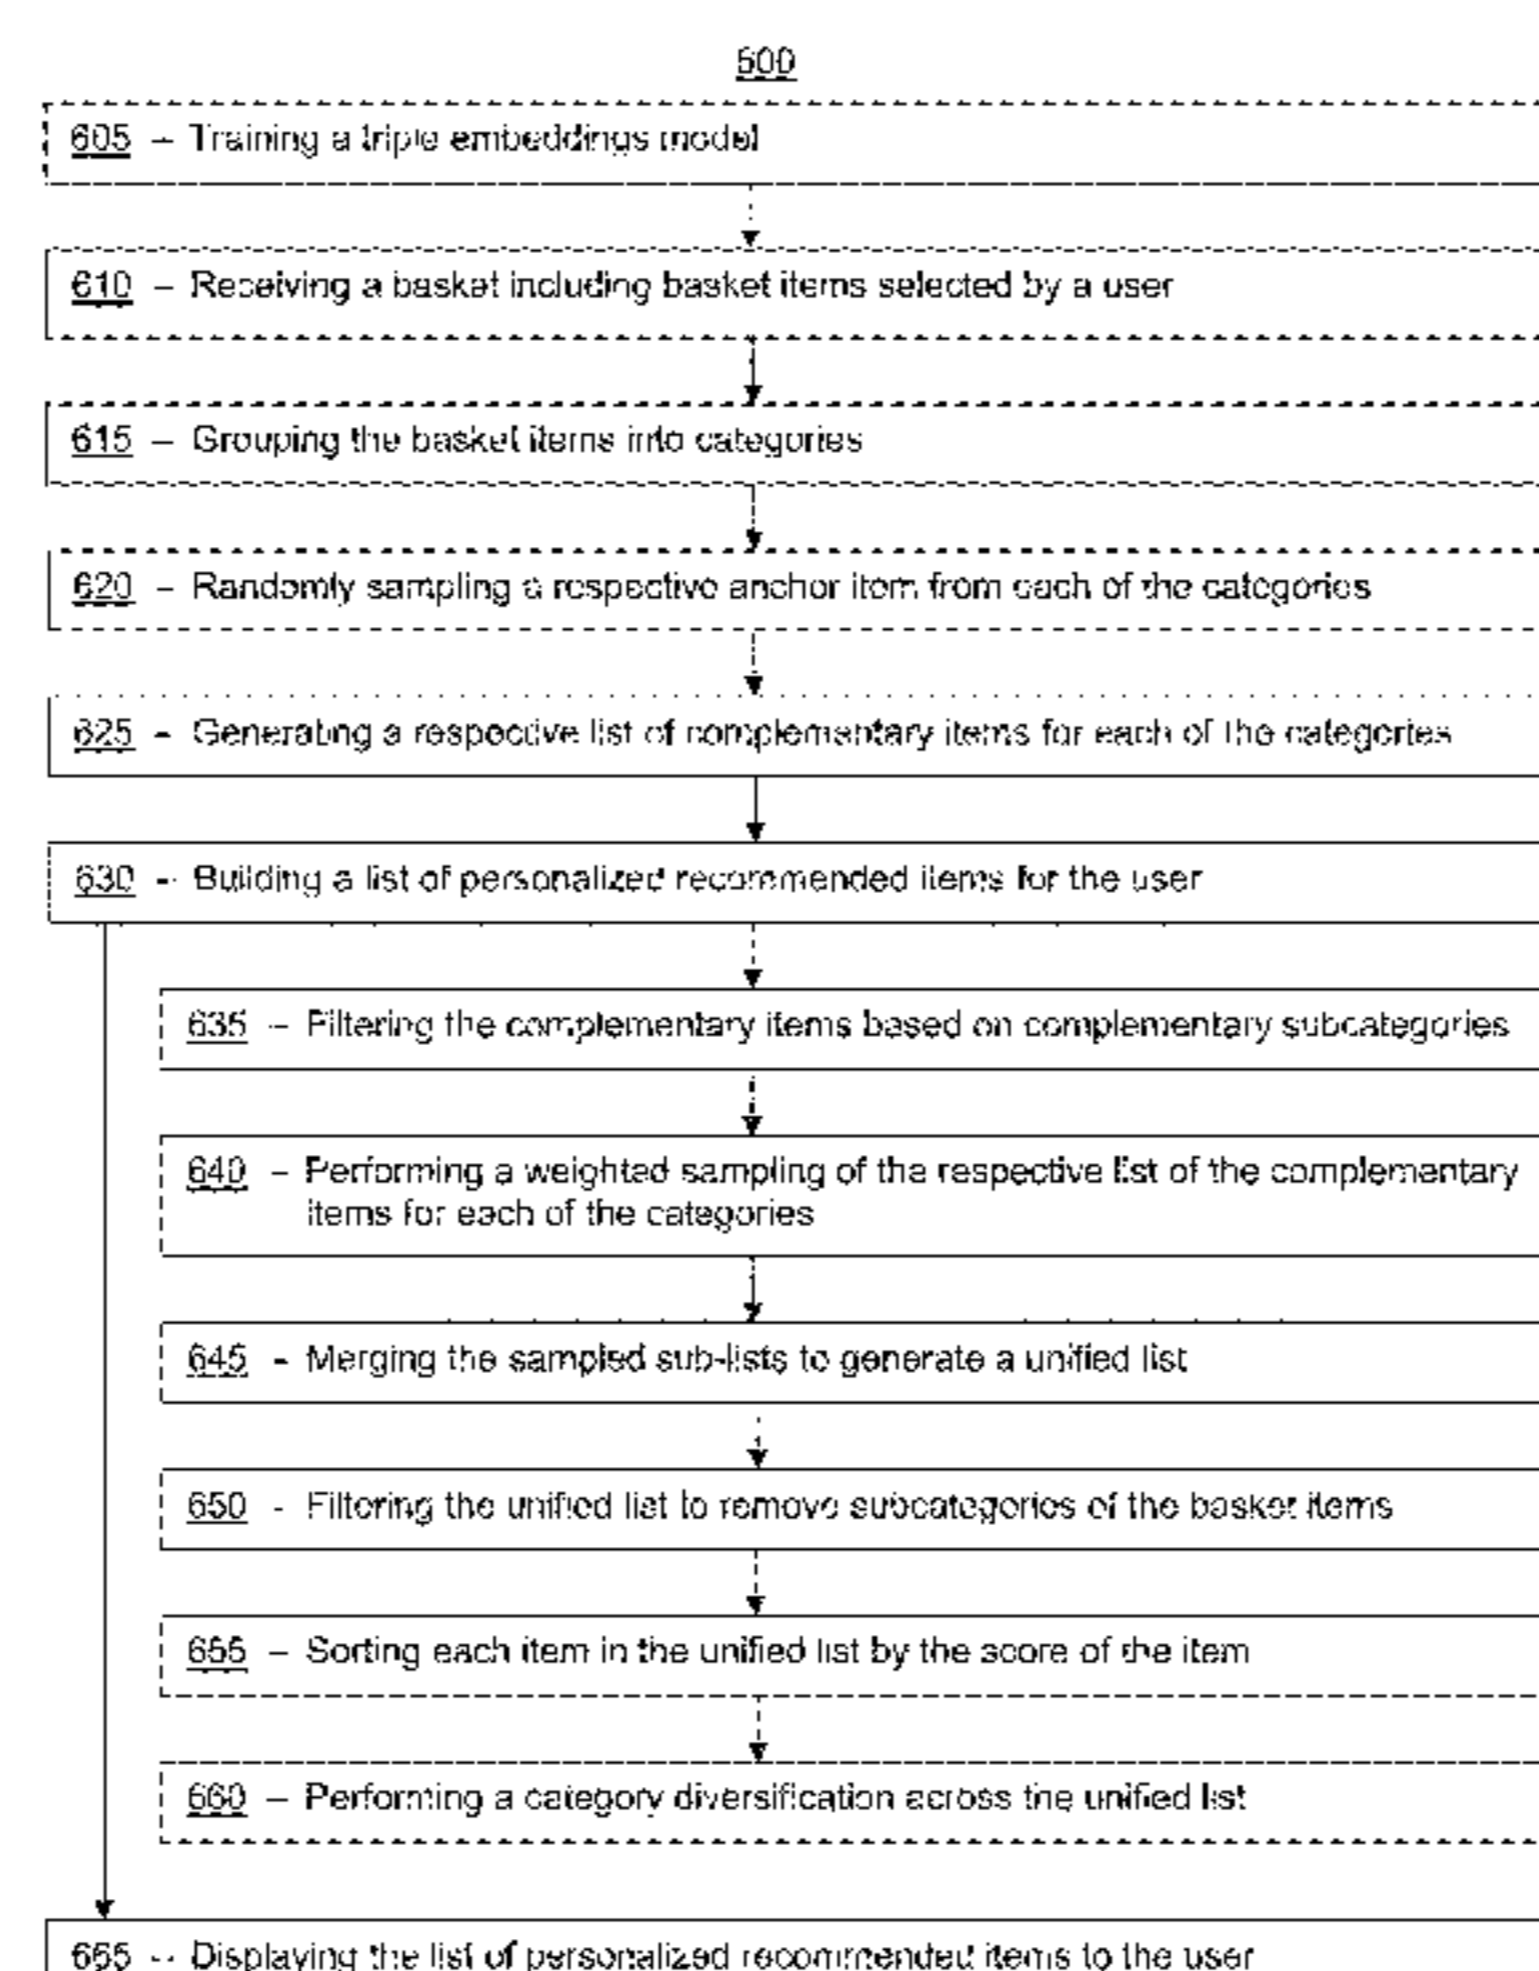 600
605 – Training a triple embeddings model
610 – Receiving a basket including basket items selected by a user
615 – Grouping the basket items into categories
620 – Randomly sampling a respective anchor item from each of the categories
625 – Generating a respective list of complementary items for each of the categories
630 – Building a list of personalized recommended items for the user
635 – Filtering the complementary items based on complementary subcategories
640 – Performing a weighted sampling of the respective list of the complementary
items for each of the categories
645 - Merging the sampled sub-lists to generate a unified list
650 - Filtering the unified list to remove subcategories of the basket items
655 – Sorting each item in the unified list by the score of the item
660 – Performing a category diversification across the unified list
665 – Displaying the list of personalized recommended items to the user